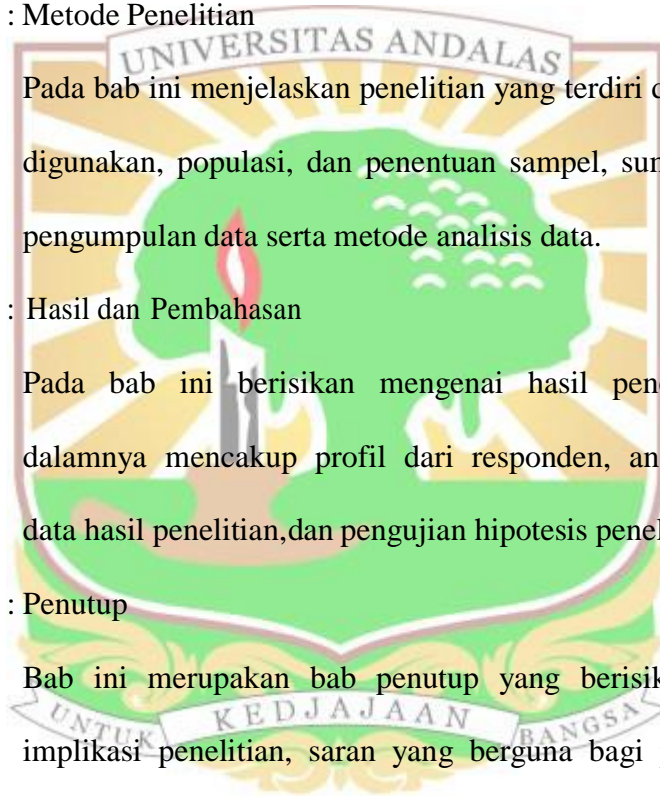 : Metode Penelitian
UNIVERSITAS ANDALAS
Pada bab ini menjelaskan penelitian yang terdiri
digunakan, populasi, dan penentuan sampel,
pengumpulan data serta metode analisis data.
: Hasil dan Pembahasan
Pada bab ini berisikan mengenai hasil
dalamnya mencakup profil dari responden,
data hasil penelitian,dan pengujian hipotesis
: Penutup
Bab ini merupakan bab penutup yang
UNTUK KEDJAJAAN BANGSA
implikasi penelitian, saran yang berguna bagi